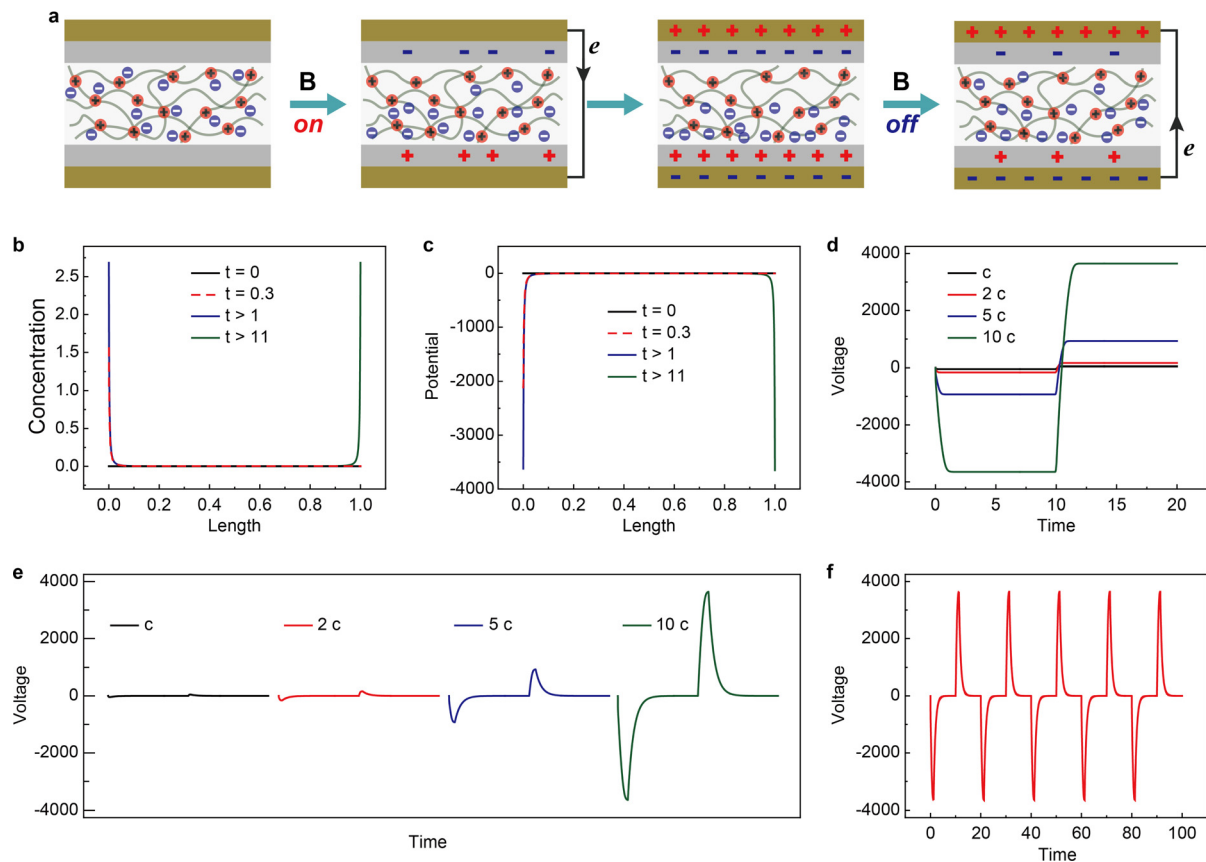 a
B
on
e
B
off
e
b
Concentration
2.5
2.0
1.5
1.0
0.5
0.0
t = 0
t = 0.3
t > 1
t > 11
0.0 0.2 0.4 0.6 0.8 1.0
Length
c
Potential
0
-1000
-2000
-3000
-4000
t = 0
t = 0.3
t > 1
t > 11
0.0 0.2 0.4 0.6 0.8 1.0
Length
d
Voltage
4000
2000
0
-2000
-4000
c
2 c
5 c
10 c
0 5 10 15 20
Time
e
Voltage
4000
2000
0
-2000
-4000
c 2 c 5 c 10 c
Time
f
Voltage
4000
2000
0
-2000
-4000
0 20 40 60 80 100
Time